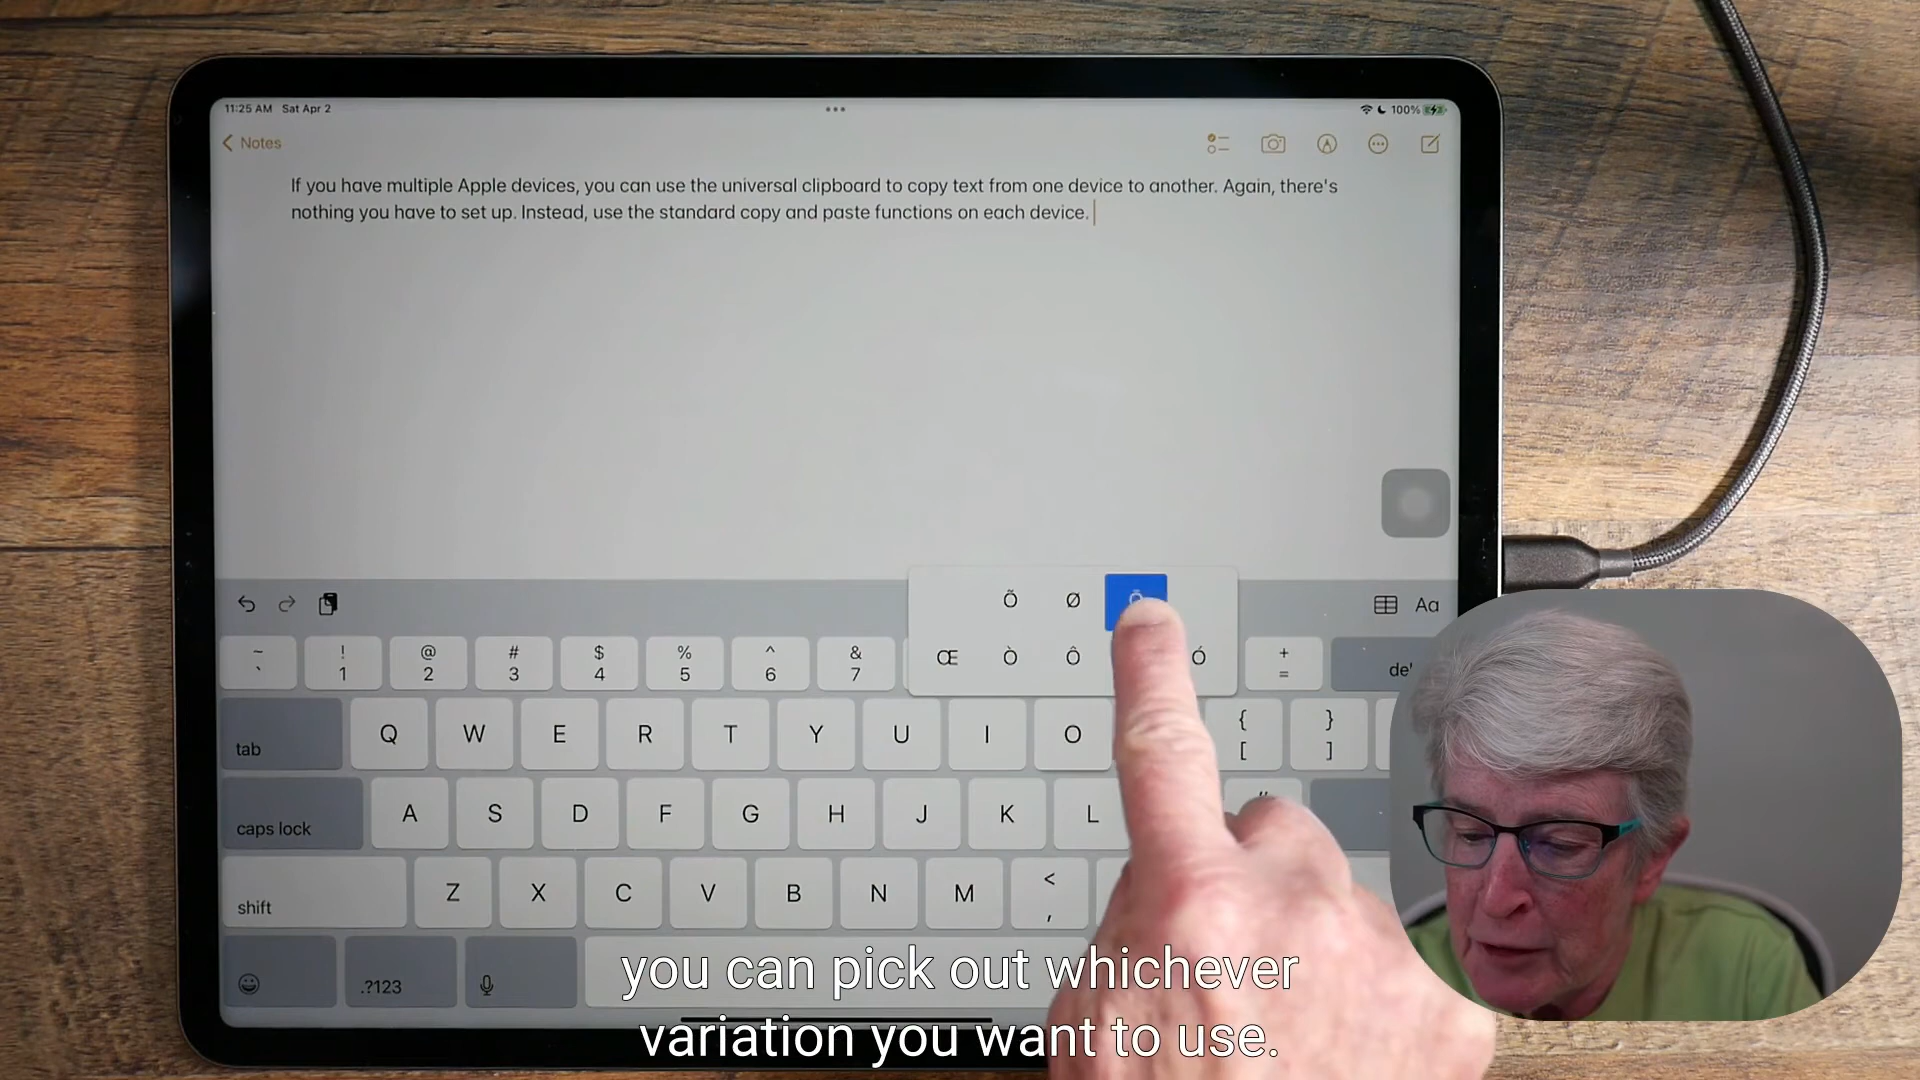 11:25 AM Sat Apr 2
100%
Notes
If you have multiple Apple devices, you can use the universal clipboard to copy text from one device to another. Again, there's
nothing you have to set up. Instead, use the standard copy and paste functions on each device.
Õ Ø Ō
Œ Ò Ô Ó
Aa
~ ! @ # $ % ^ & +
` 1 2 3 4 5 6 7 =
de
tab Q W E R T Y U I O { }
[ ]
caps lock A S D F G H J K L "
shift Z X C V B N M <
,
.?123
you can pick out whichever
variation you want to use.